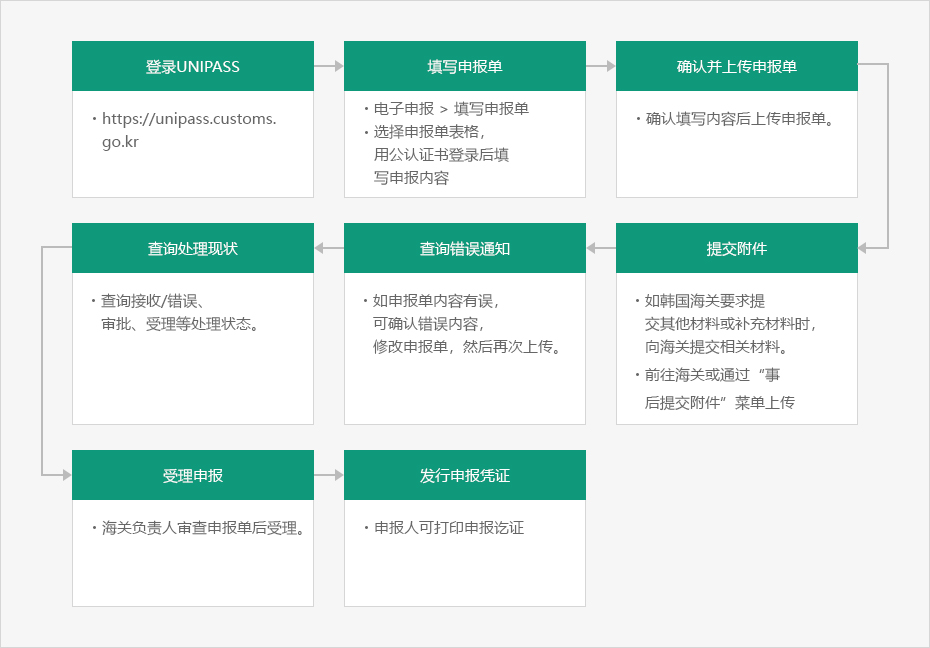 登录UNIPASS
・https://unipass.customs.
go.kr
填写申报单
・电子申报 > 填写申报单
・选择申报单表格，
用公认证书登录后填
写申报内容
确认并上传申报单
・确认填写内容后上传申报单。
提交附件
・如韩国海关要求提
交其他材料或补充材料时，
向海关提交相关材料。
・前往海关或通过“事
后提交附件”菜单上传
查询错误通知
・如申报单内容有误，
可确认错误内容，
修改申报单，然后再次上传。
查询处理现状
・查询接收/错误、
审批、受理等处理状态。
受理申报
・海关负责人审查申报单后受理。
发行申报凭证
・申报人可打印申报讫证